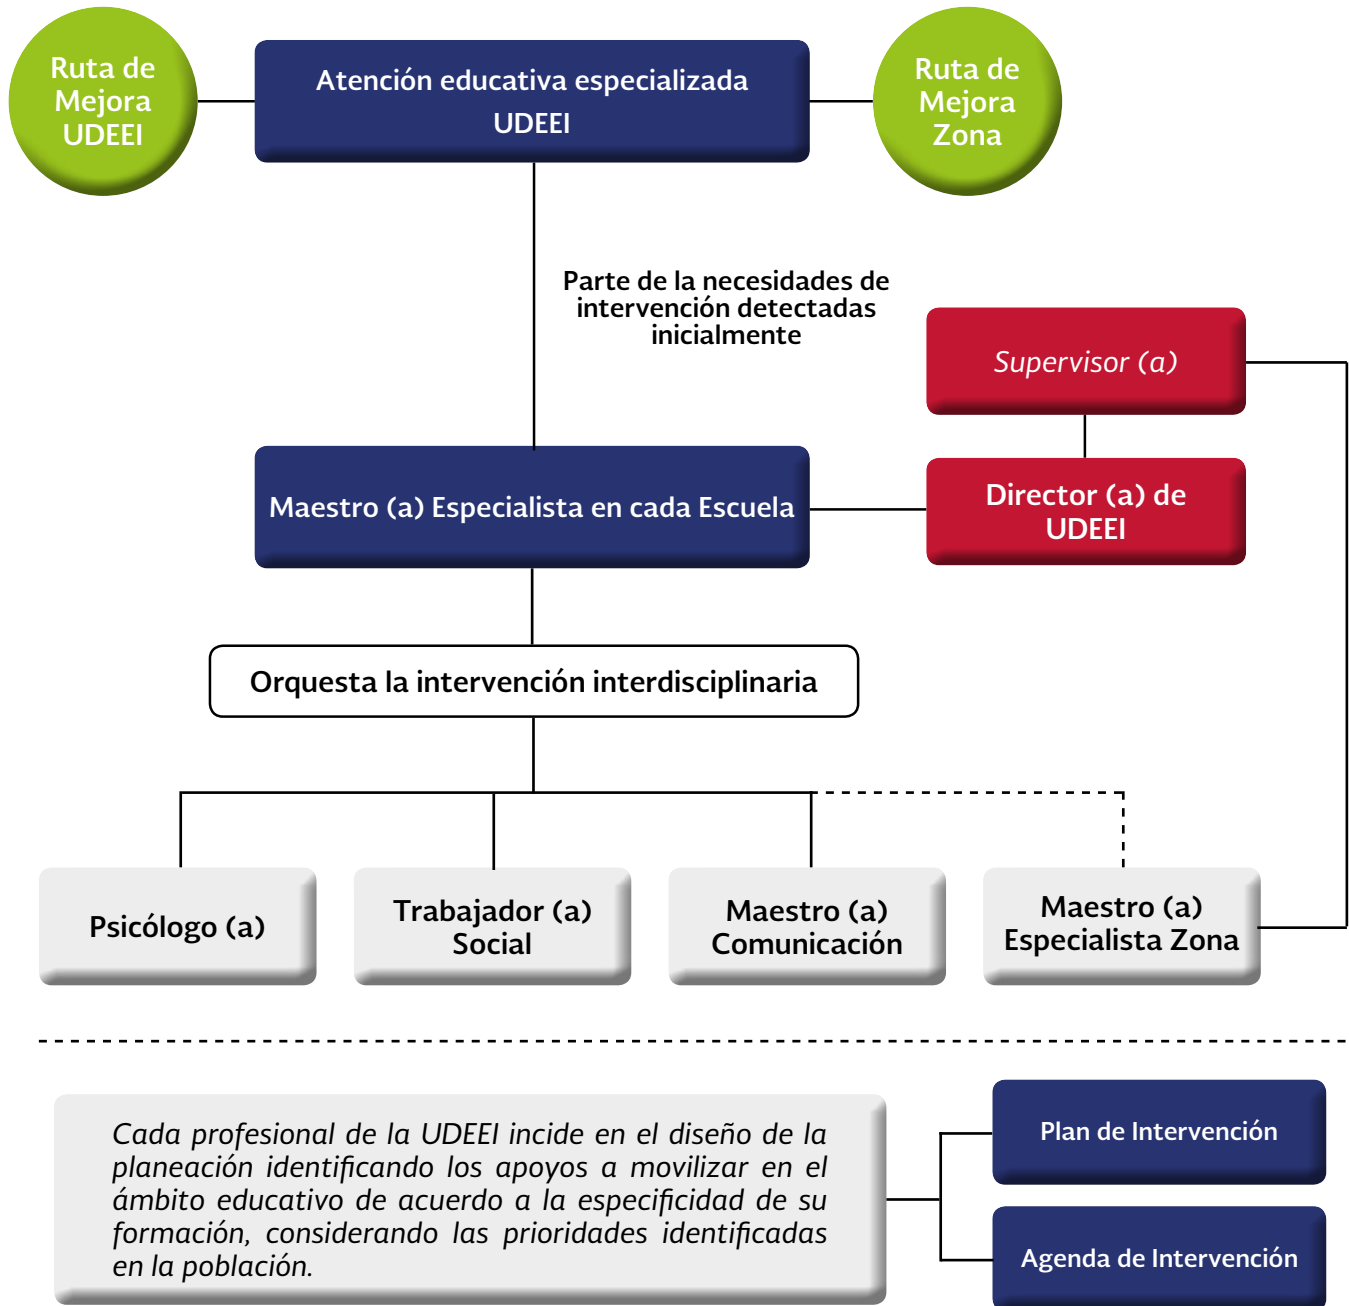 Ruta de
Mejora
UDEEI
Atención educativa especializada
UDEEI
Ruta de
Mejora
Zona
Parte de la necesidades de
intervención detectadas
inicialmente
Supervisor (a)
Maestro (a) Especialista en cada Escuela
Director (a) de
UDEEI
Orquesta la intervención interdisciplinaria
Psicólogo (a)
Trabajador (a)
Social
Maestro (a)
Comunicación
Maestro (a)
Especialista Zona
Cada profesional de la UDEEI incide en el diseño de la
planeación identificando los apoyos a movilizar en el
ámbito educativo de acuerdo a la especificidad de su
formación, considerando las prioridades identificadas
en la población.
Plan de Intervención
Agenda de Intervención